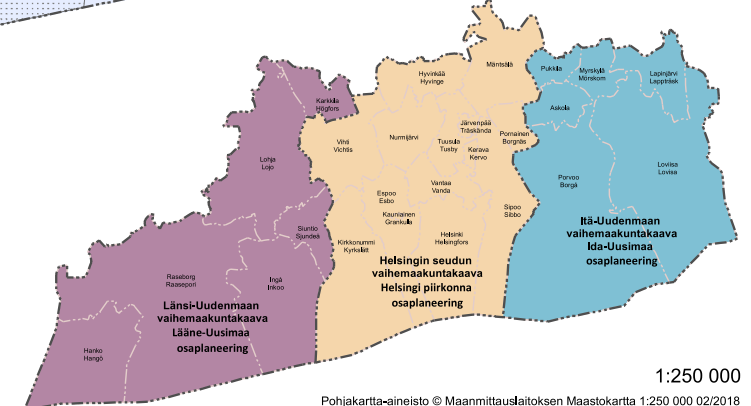 Mäntsälä
Hyvinkää
Hyvinge
Pukkila
Myrskylä
Mörskom
Lapinjärvi
Lappträsk
Karkkila
Högfors
Askola
Järvenpää
Träskända
Pornainen
Borgnäs
Vihti
Vichtis
Nurmijärvi
Tuusula
Tusby
Kerava
Kervo
Lohja
Lojo
Loviisa
Lovisa
Porvoo
Borgå
Vantaa
Vanda
Espoo
Esbo
Kauniainen
Grankulla
Sipoo
Sibbo
Siuntio
Sjundeå
Kirkkonummi
Kyrkslätt
Helsinki
Helsingfors
Itä-Uudenmaan
vaihemaakuntakaava
Ida-Uusimaa
osaplaneering
Helsingin seudun
vaihemaakuntakaava
Helsingi piirkonna
osaplaneering
Raseborg
Raasepori
Ingå
Inkoo
Länsi-Uudenmaan
vaihemaakuntakaava
Lääne-Uusimaa
osaplaneering
Hanko
Hangö
1:250 000
Pohjakartta-aineisto © Maanmittauslaitoksen Maastokartta 1:250 000 02/2018